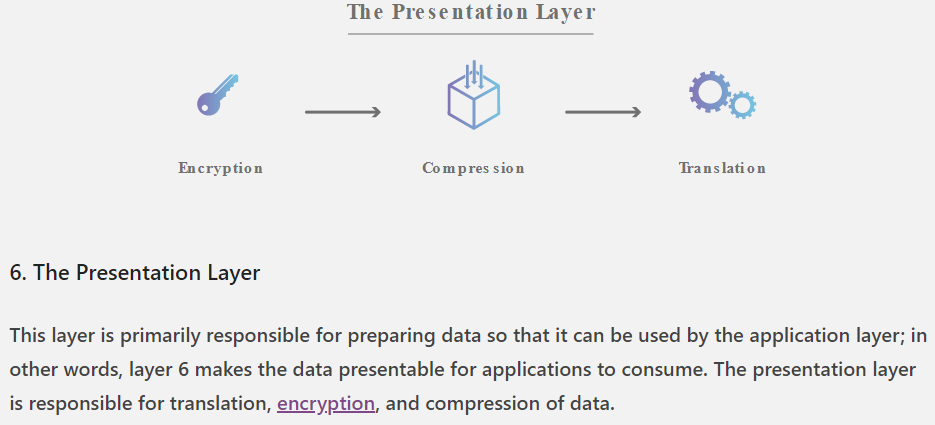 The Presentation Layer
Encryption
Compression
Translation
6. The Presentation Layer
This layer is primarily responsible for preparing data so that it can be used by the application layer; in
other words, layer 6 makes the data presentable for applications to consume. The presentation layer
is responsible for translation, encryption, and compression of data.